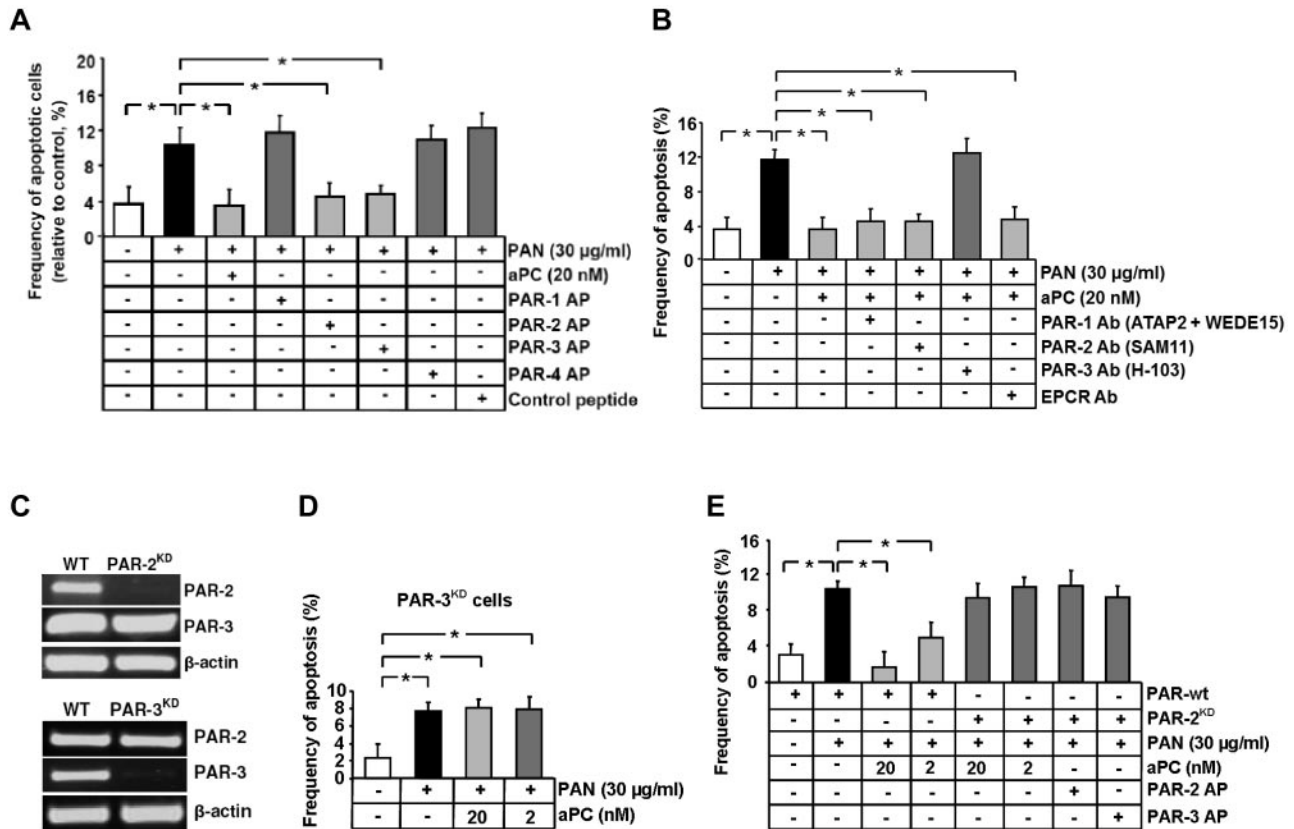 A
Frequency of apoptotic cells
(relative to control, %)
20
16
12
8
4
0
* * * *
- + + + + + + + PAN (30 µg/ml)
- - + - - - - - aPC (20 nM)
- - - + - - - - PAR-1 AP
- - - - + - - - PAR-2 AP
- - - - - + - - PAR-3 AP
- - - - - - + - PAR-4 AP
- - - - - - - + Control peptide
B
Frequency of apoptosis (%)
16
12
8
4
0
* * * * *
- + + + + + + PAN (30 µg/ml)
- - + + + + + aPC (20 nM)
- - - + - - - PAR-1 Ab (ATAP2 + WEDE15)
- - - - + - - PAR-2 Ab (SAM11)
- - - - - + - PAR-3 Ab (H-103)
- - - - - - + EPCR Ab
C
WT PAR-2KD
PAR-2
PAR-3
β-actin
WT PAR-3KD
PAR-2
PAR-3
β-actin
D
PAR-3KD cells
Frequency of apoptosis (%)
10
8
6
4
2
0
* * *
- + + + PAN (30 µg/ml)
- - 20 2 aPC (nM)
E
Frequency of apoptosis (%)
16
12
8
4
0
* * *
+ + + + - - - - PAR-wt
- - - - + + + + PAR-2KD
- + + + + + + + PAN (30 µg/ml)
- - 20 2 20 2 - - aPC (nM)
- - - - - - + - PAR-2 AP
- - - - - - - + PAR-3 AP